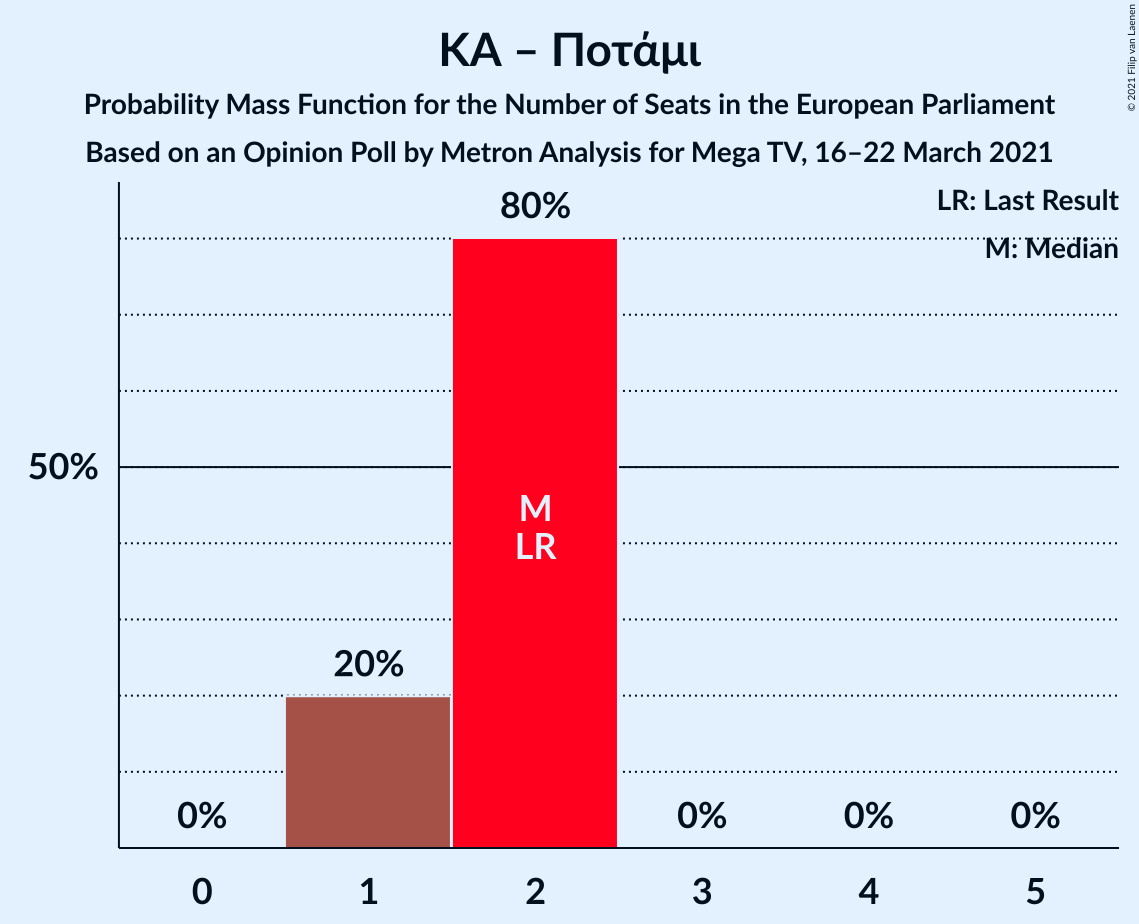 ΚΑ – Ποτάμι
Probability Mass Function for the Number of Seats in the European Parliament
Based on an Opinion Poll by Metron Analysis for Mega TV, 16–22 March 2021
© 2021 Filip van Laenen
LR: Last Result
M: Median
80%
50%
M
LR
20%
0%
0%
0%
0%
0
1
2
3
4
5